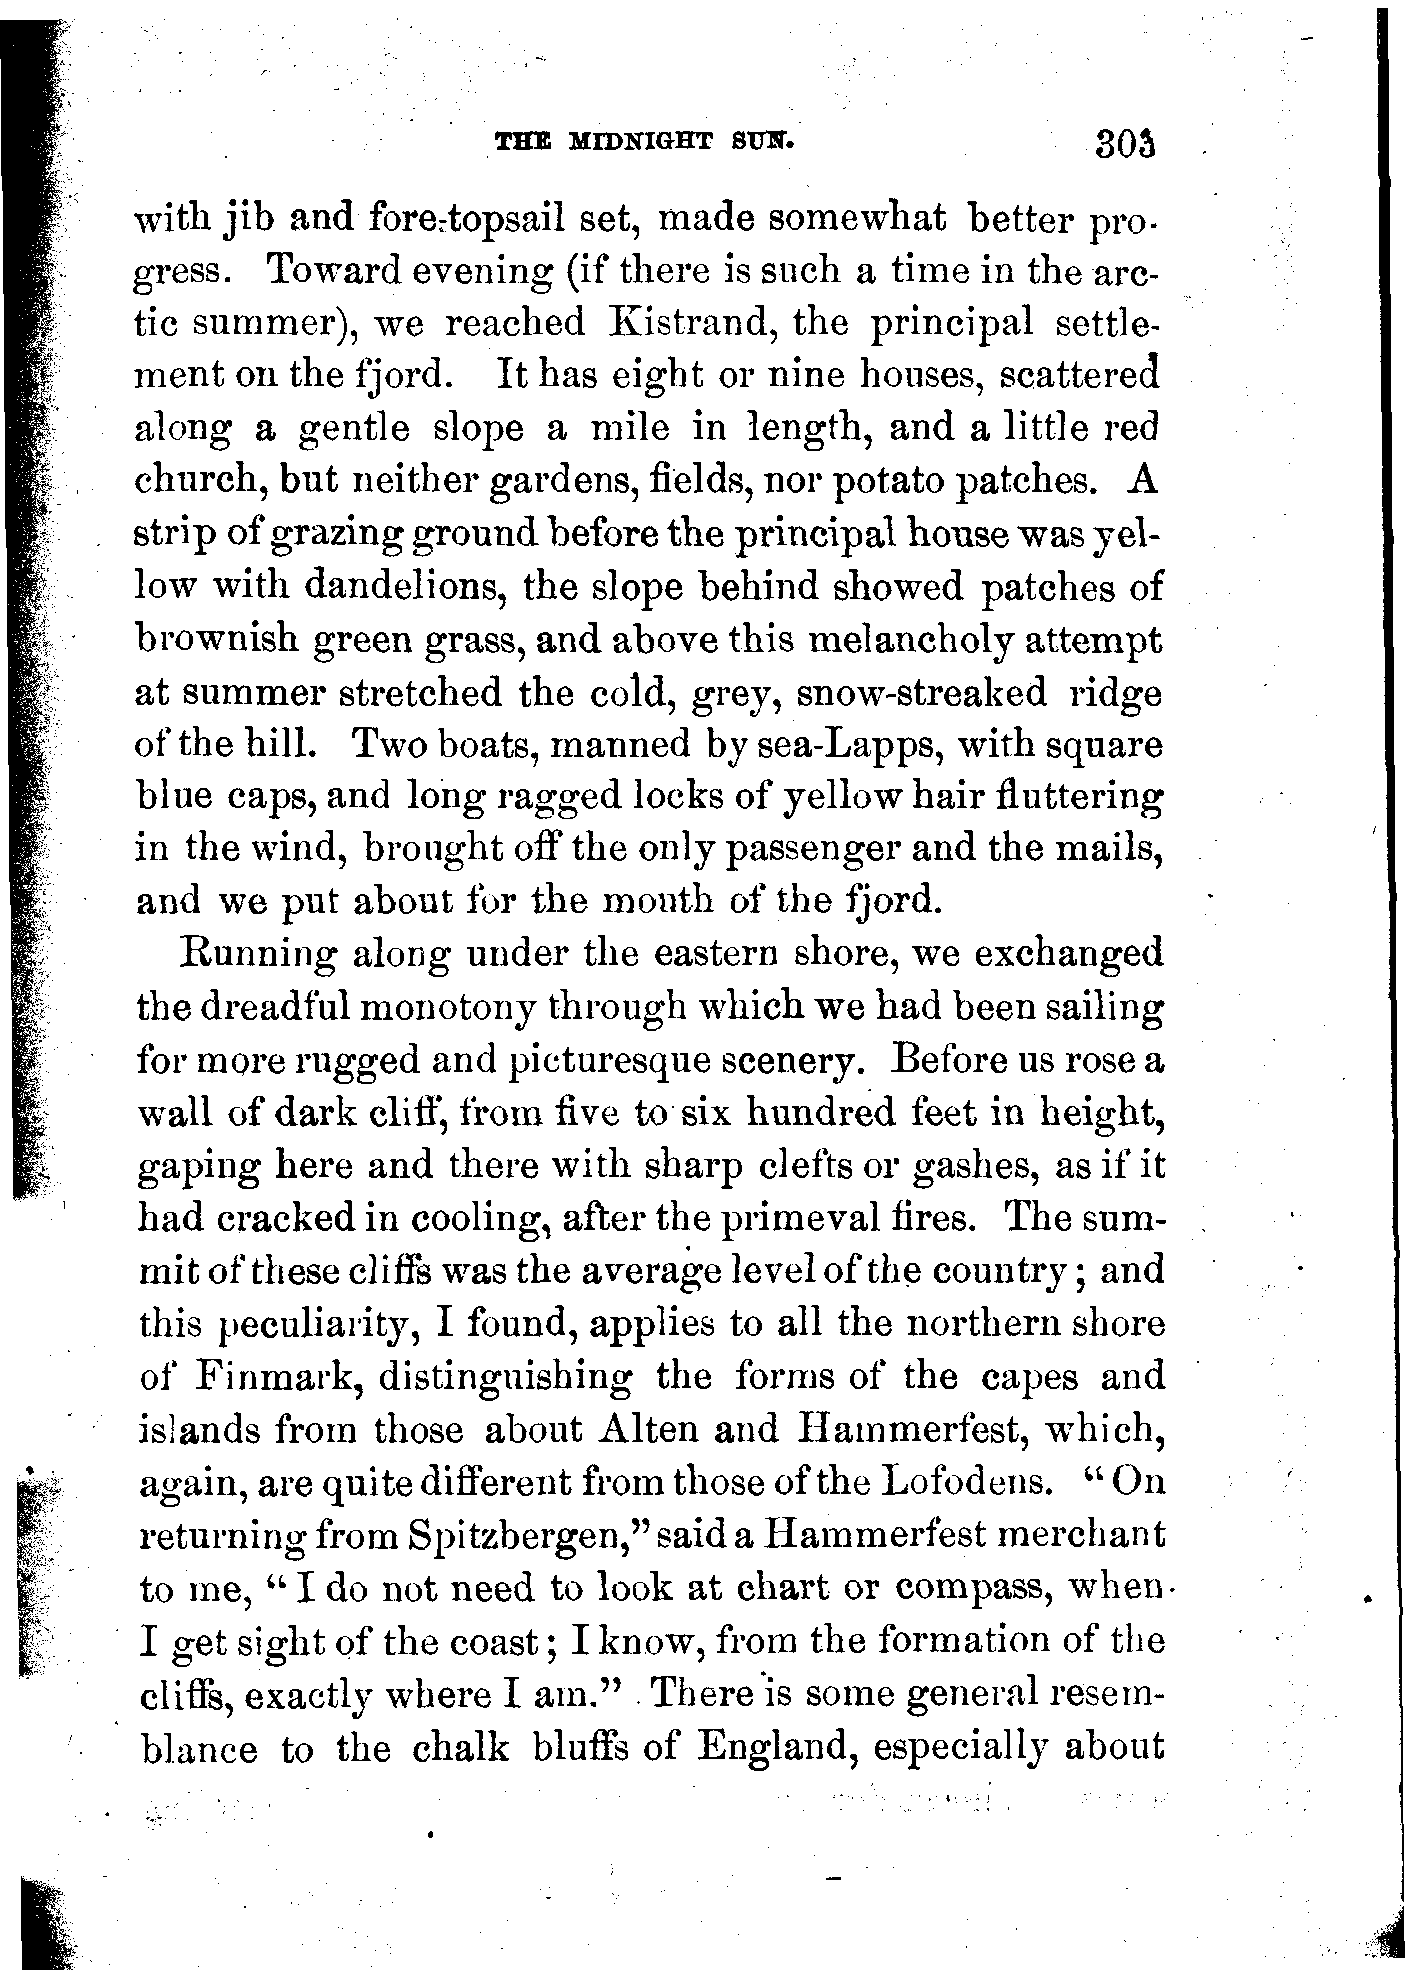 THE MIDNIGHT SUN. 303
with jib and fore-topsail set, made somewhat better pro-
gress. Toward evening (if there is such a time in the arc-
tic summer), we reached Kistrand, the principal settle-
ment on the fjord. It has eight or nine houses, scattered
along a gentle slope a mile in length, and a little red
church, but neither gardens, fields, nor potato patches. A
strip of grazing ground before the principal house was yel-
low with dandelions, the slope behind showed patches of
brownish green grass, and above this melancholy attempt
at summer stretched the cold, grey, snow-streaked ridge
of the hill. Two boats, manned by sea-Lapps, with square
blue caps, and long ragged locks of yellow hair fluttering
in the wind, brought off the only passenger and the mails,
and we put about for the mouth of the fjord.
Running along under the eastern shore, we exchanged
the dreadful monotony through which we had been sailing
for more rugged and picturesque scenery. Before us rose a
wall of dark cliff, from five to six hundred feet in height,
gaping here and there with sharp clefts or gashes, as if it
had cracked in cooling, after the primeval fires. The sum-
mit of these cliffs was the average level of the country; and
this peculiarity, I found, applies to all the northern shore
of Finmark, distinguishing the forms of the capes and
islands from those about Alten and Hammerfest, which,
again, are quite different from those of the Lofodens. "On
returning from Spitzbergen," said a Hammerfest merchant
to me, "I do not need to look at chart or compass, when
I get sight of the coast; I know, from the formation of the
cliffs, exactly where I am." There is some general resem-
blance to the chalk bluffs of England, especially about